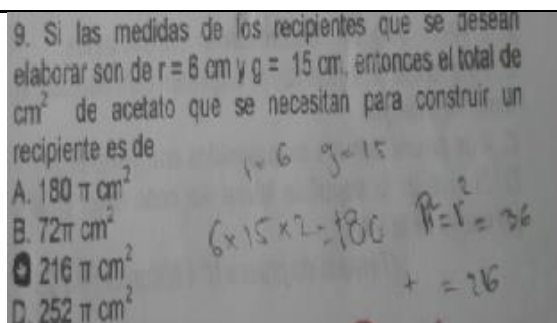 9. Si las medidas de los recipientes que se desean
elaborar son de r = 6 cm y g = 15 cm, entonces el total de
cm² de acetato que se necesitan para construir un
recipiente es de
r=6 g=15
A. 180 π cm²
B. 72π cm²
6×15×2=180 r² = 36
216 π cm²
+ = 216
D. 252 π cm²